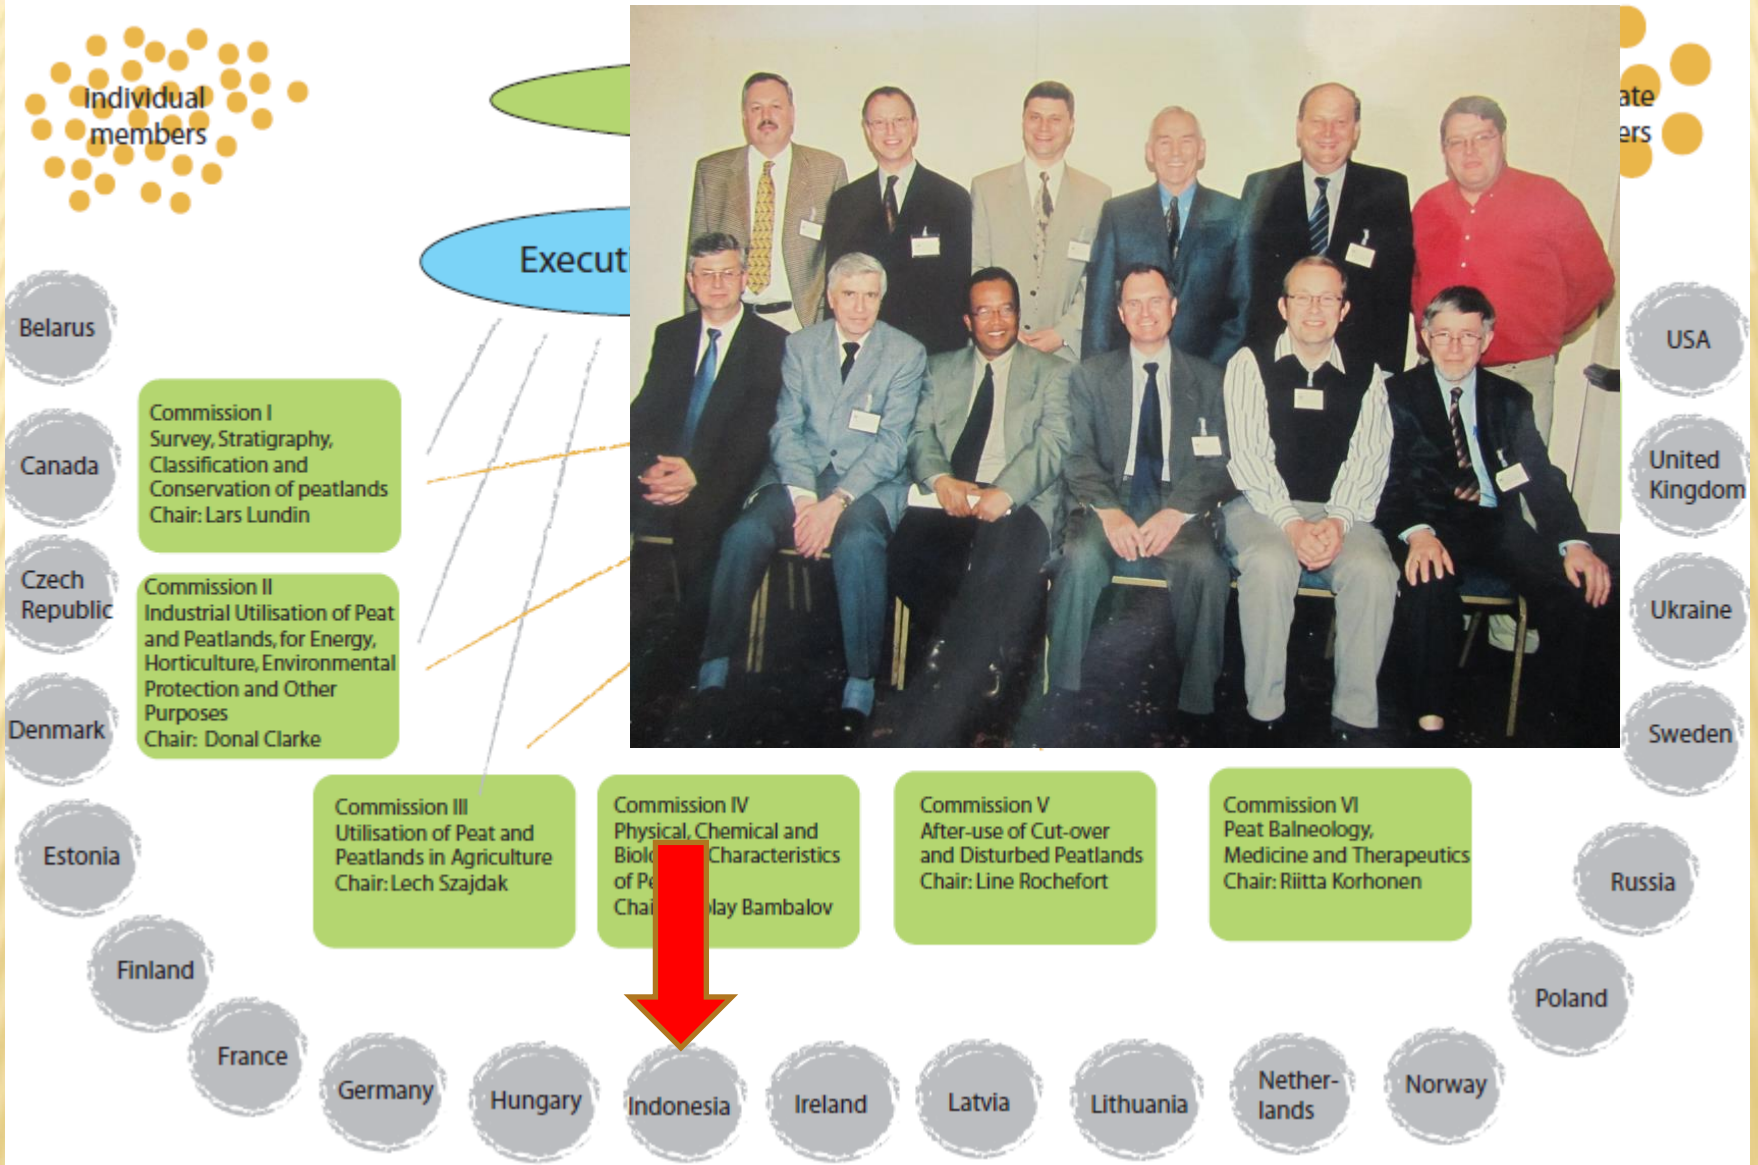 Individual
members
ate
ers
Executi
Belarus
Canada
Czech
Republic
Denmark
Estonia
Finland
France
Germany
Hungary
Indonesia
Ireland
Latvia
Lithuania
Nether-
lands
Norway
Poland
Russia
Sweden
Ukraine
United
Kingdom
USA
Commission I
Survey, Stratigraphy,
Classification and
Conservation of peatlands
Chair: Lars Lundin
Commission II
Industrial Utilisation of Peat
and Peatlands, for Energy,
Horticulture, Environmental
Protection and Other
Purposes
Chair: Donal Clarke
Commission III
Utilisation of Peat and
Peatlands in Agriculture
Chair: Lech Szajdak
Commission IV
Physical, Chemical and
Characteristics
of
Bambalov
Commission V
After-use of Cut-over
and Disturbed Peatlands
Chair: Line Rochefort
Commission VI
Peat Balneology,
Medicine and Therapeutics
Chair: Riitta Korhonen